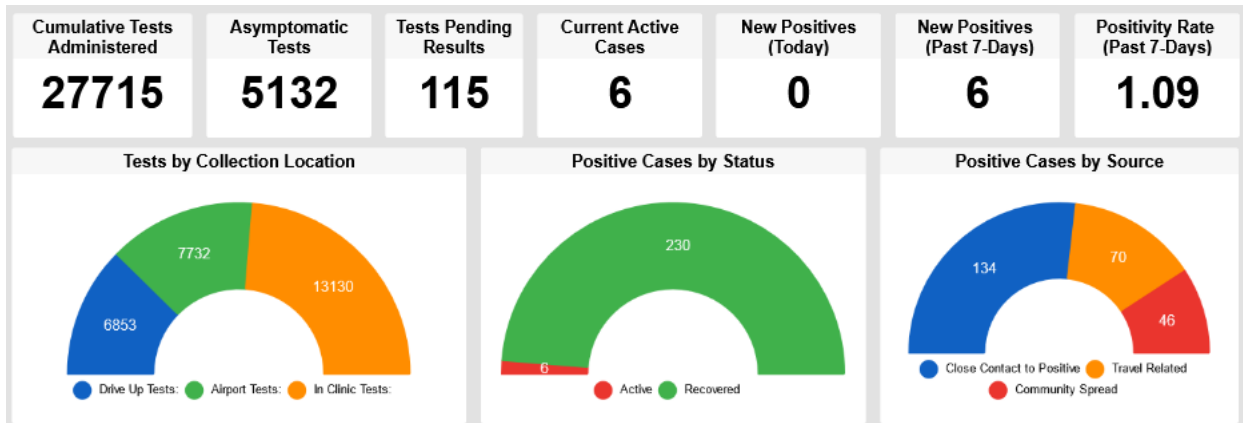 Cumulative Tests
Administered
27715
Asymptomatic
Tests
5132
Tests Pending
Results
115
Current Active
Cases
6
New Positives
(Today)
0
New Positives
(Past 7-Days)
6
Positivity Rate
(Past 7-Days)
1.09
Tests by Collection Location
7732
13130
6853
Drive Up Tests: Airport Tests: In Clinic Tests:
Positive Cases by Status
230
6
Active Recovered
Positive Cases by Source
134
70
46
Close Contact to Positive Travel Related
Community Spread